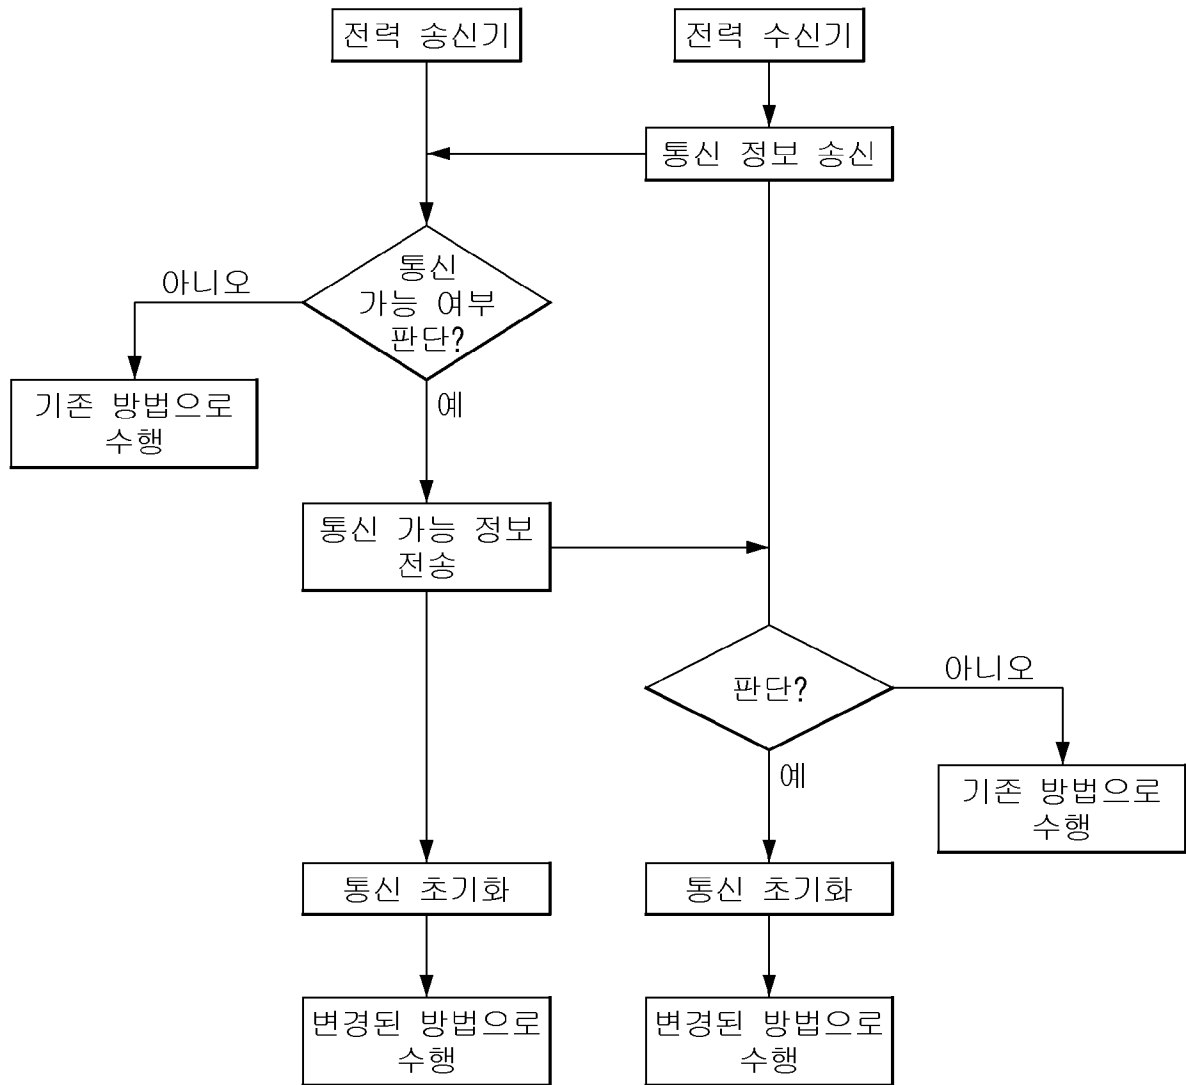 전력 송신기
전력 수신기
통신 정보 송신
통신
가능 여부
판단?
아니오
예
기존 방법으로
수행
통신 가능 정보
전송
판단?
아니오
예
기존 방법으로
수행
통신 초기화
통신 초기화
변경된 방법으로
수행
변경된 방법으로
수행